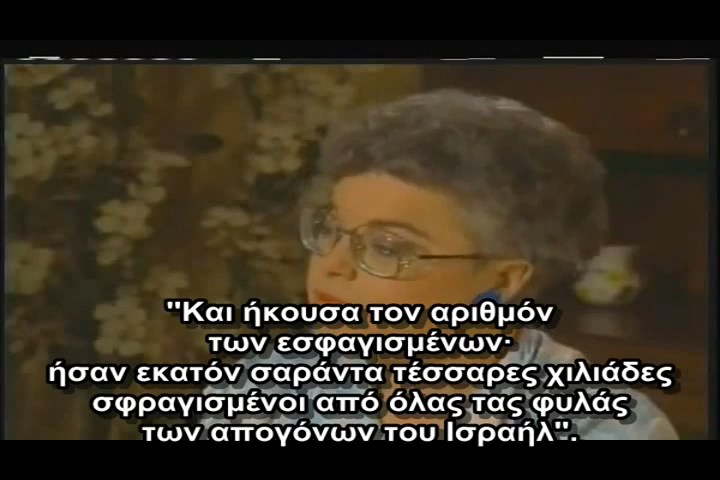 "Και ήκουσα τον αριθμόν
των εσφαγισμένων·
ήσαν εκατόν σαράντα τέσσαρες χιλιάδες
σφραγισμένοι από όλας τας φυλάς
των απογόνων του Ισραήλ".